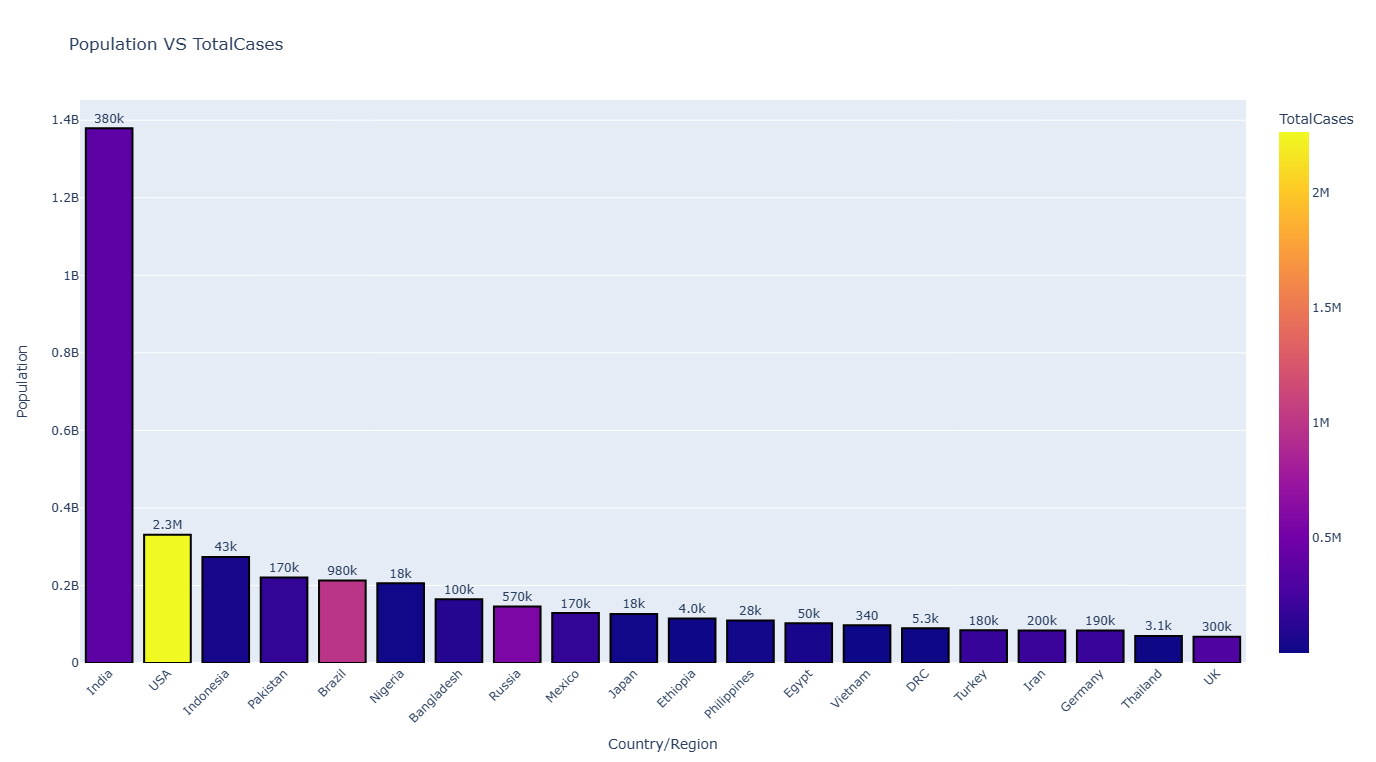 Population VS TotalCases
TotalCases
1.4B
1.2B
1B
0.8B
0.6B
0.4B
0.2B
0
Population
380k
2.3M
43k
170k
980k
18k
100k
570k
170k
18k
4.0k
28k
50k
340
5.3k
180k
200k
190k
3.1k
300k
India
USA
Indonesia
Pakistan
Brazil
Nigeria
Bangladesh
Russia
Mexico
Japan
Ethiopia
Philippines
Egypt
Vietnam
DRC
Turkey
Iran
Germany
Thailand
UK
Country/Region
2M
1.5M
1M
0.5M